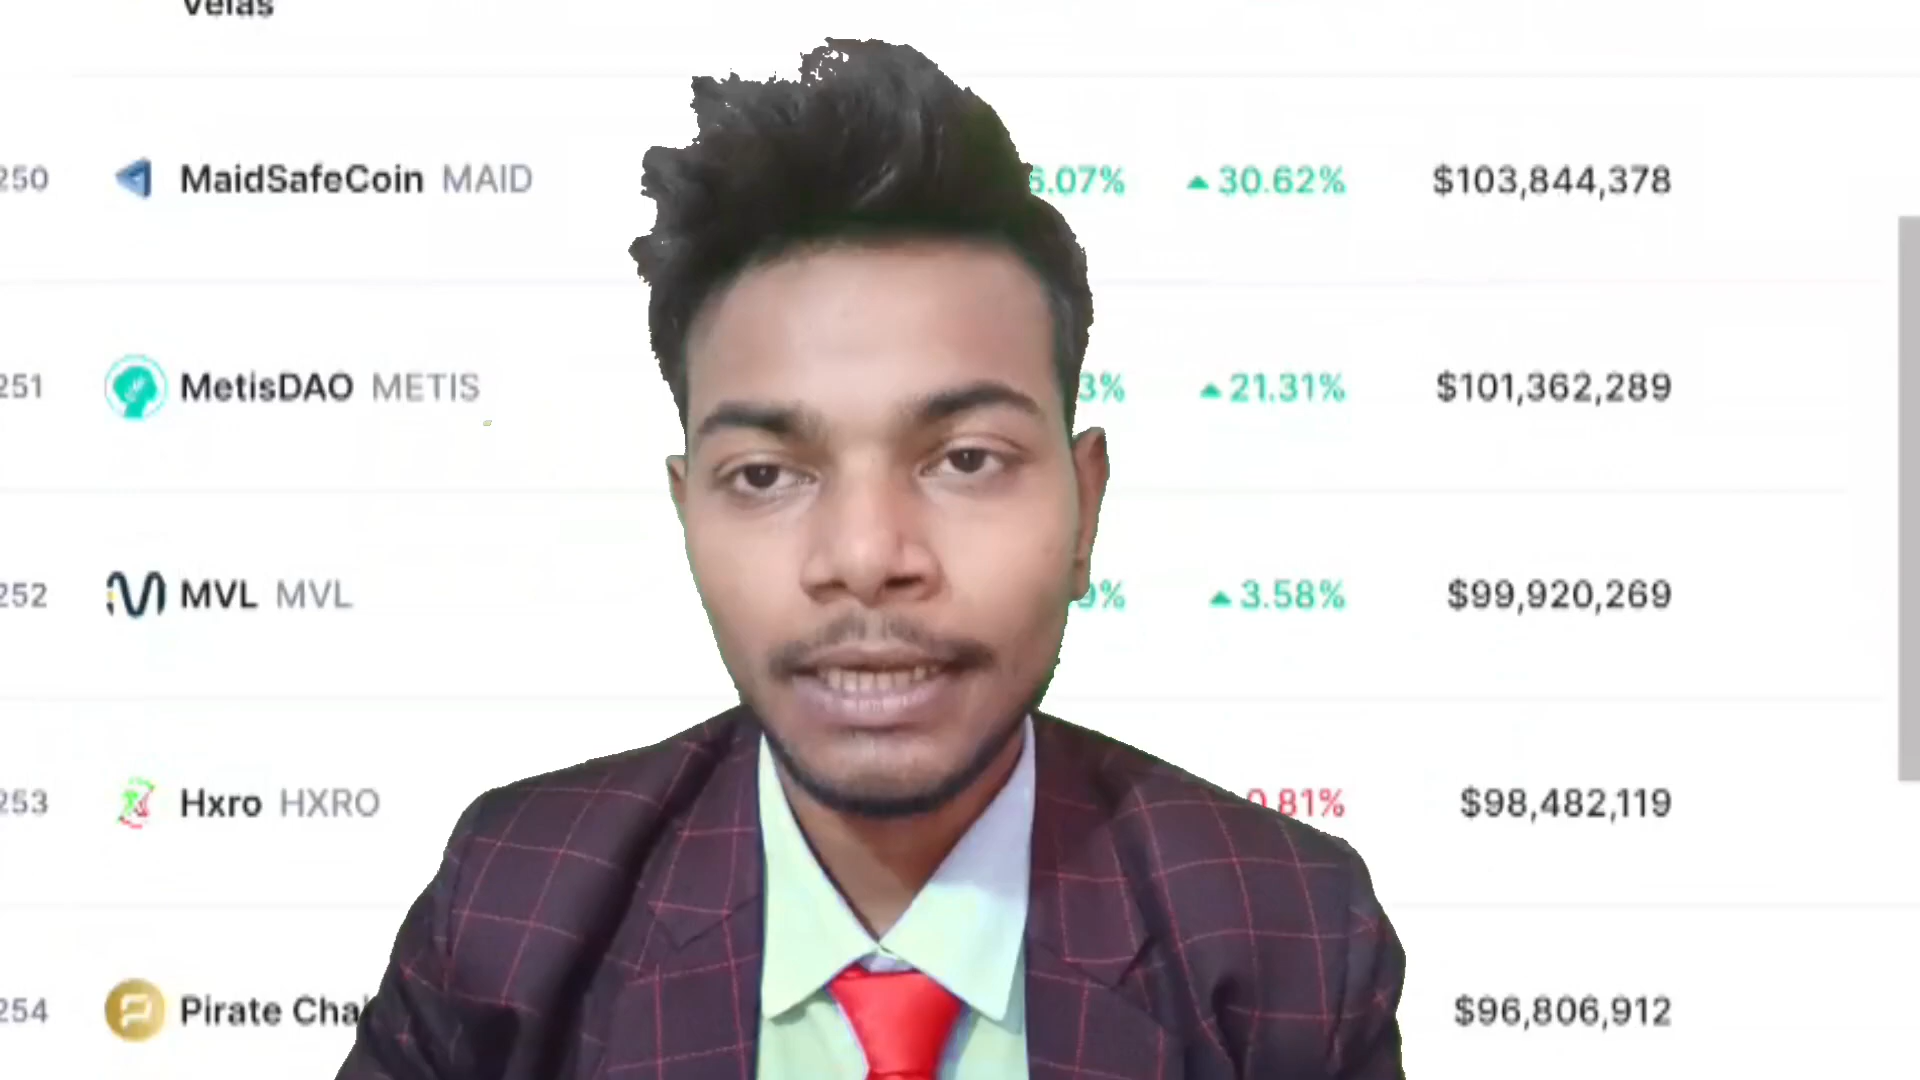 Velas
250 MaidSafeCoin MAID 6.07% 30.62% $103,844,378
251 MetisDAO METIS 3% 21.31% $101,362,289
252 MVL MVL 9% 3.58% $99,920,269
253 Hxro HXRO 0.81% $98,482,119
254 Pirate Cha $96,806,912